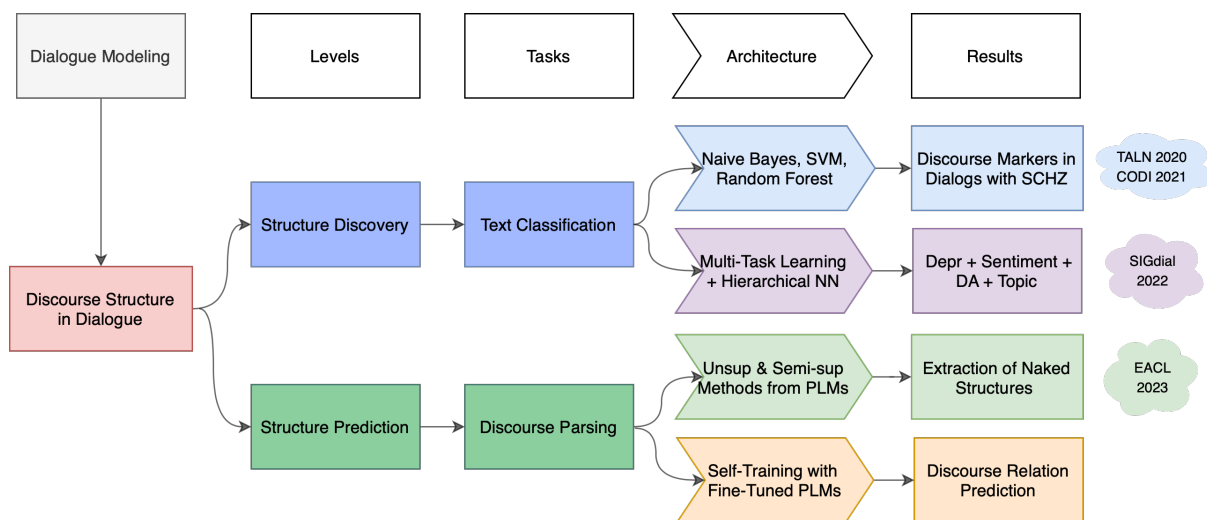 Dialogue Modeling
Levels
Tasks
Architecture
Results
Naive Bayes, SVM,
Random Forest
Discourse Markers in
Dialogs with SCHZ
TALN 2020
CODI 2021
Structure Discovery
Text Classification
Multi-Task Learning
+ Hierarchical NN
Depr + Sentiment +
DA + Topic
SIGdial
2022
Discourse Structure
in Dialogue
Unsup & Semi-sup
Methods from PLMs
Extraction of Naked
Structures
EACL
2023
Structure Prediction
Discourse Parsing
Self-Training with
Fine-Tuned PLMs
Discourse Relation
Prediction